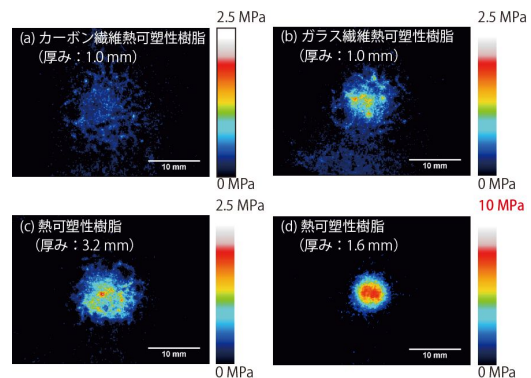 2.5 MPa
(a) カーボン繊維熱可塑性樹脂
（厚み：1.0 mm）
10 mm
0 MPa
2.5 MPa
(b) ガラス繊維熱可塑性樹脂
（厚み：1.0 mm）
10 mm
0 MPa
2.5 MPa
(c) 熱可塑性樹脂
（厚み：3.2 mm）
10 mm
0 MPa
10 MPa
(d) 熱可塑性樹脂
（厚み：1.6 mm）
10 mm
0 MPa